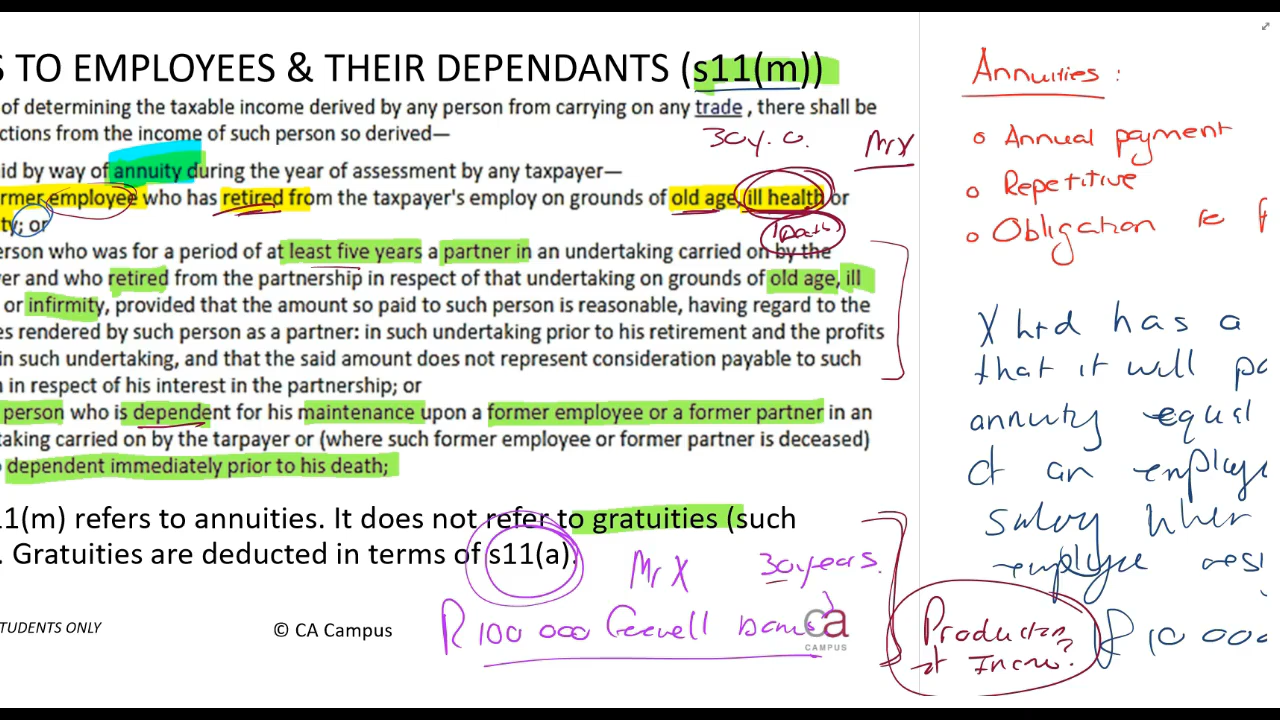 S TO EMPLOYEES & THEIR DEPENDANTS (s11(m))
of determining the taxable income derived by any person from carrying on any trade , there shall be
ctions from the income of such person so derived—
30y. o.
Mr X
id by way of annuity during the year of assessment by any taxpayer—
rmer employee who has retired from the taxpayer's employ on grounds of old age, ill health or
ty; or
Death
erson who was for a period of at least five years a partner in an undertaking carried on by the
er and who retired from the partnership in respect of that undertaking on grounds of old age, ill
or infirmity, provided that the amount so paid to such person is reasonable, having regard to the
es rendered by such person as a partner: in such undertaking prior to his retirement and the profits
in such undertaking, and that the said amount does not represent consideration payable to such
n in respect of his interest in the partnership; or
person who is dependent for his maintenance upon a former employee or a former partner in an
taking carried on by the tarpayer or (where such former employee or former partner is deceased)
dependent immediately prior to his death;
11(m) refers to annuities. It does not refer to gratuities (such
. Gratuities are deducted in terms of s11(a).
Mr X 30 years.
R 100 000
STUDENTS ONLY
© CA Campus
ca
CAMPUS
Annuities :
o Annual payment
o Repetitive
o Obligation to
X Ltd has a
that it will pa
annuity equal
of an employe
salary when
employee resi
R 10 000
Production
of Income?